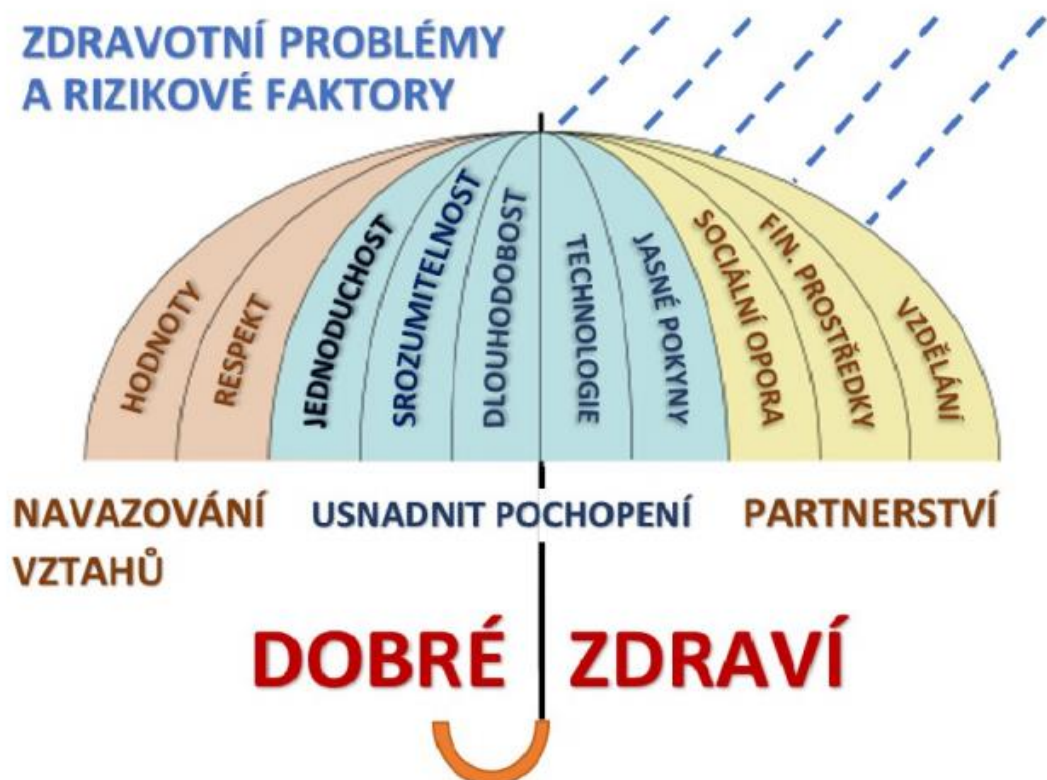 ZDRAVOTNÍ PROBLÉMY
A RIZIKOVÉ FAKTORY
HODNOTY
RESPEKT
JEDNODUCHOST
SROZUMITELNOST
DLOUHODOBOST
TECHNOLOGIE
JASNÉ POKYNY
SOCIÁLNÍ OPORA
FIN. PROSTŘEDKY
VZDĚLÁNÍ
NAVAZOVÁNÍ
VZTAHŮ
USNADNIT POCHOPENÍ
PARTNERSTVÍ
DOBRÉ ZDRAVÍ